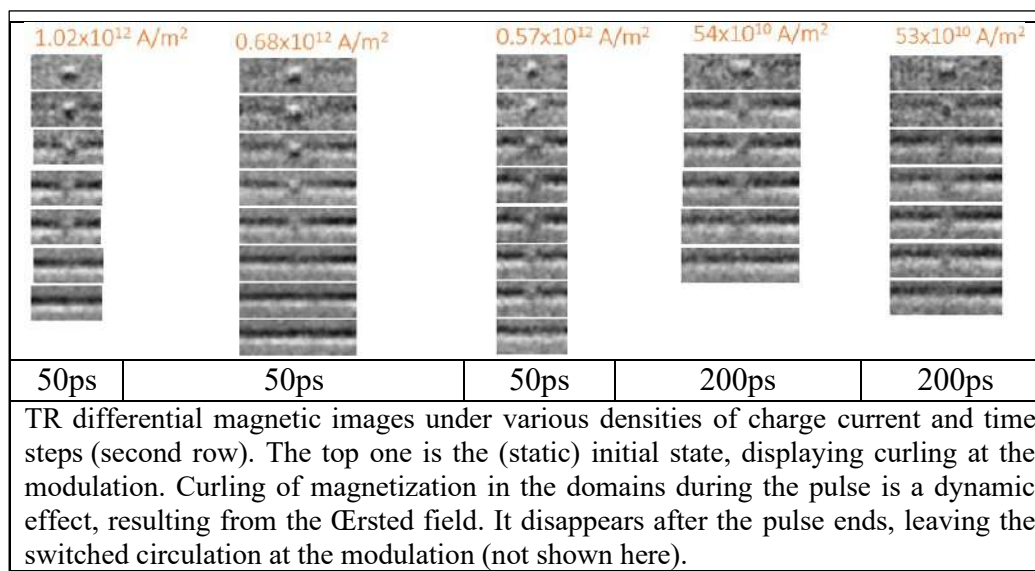 1.02x10¹² A/m² 0.68x10¹² A/m² 0.57x10¹² A/m² 54x10¹⁰ A/m² 53x10¹⁰ A/m²
50ps 50ps 50ps 200ps 200ps
TR differential magnetic images under various densities of charge current and time
steps (second row). The top one is the (static) initial state, displaying curling at the
modulation. Curling of magnetization in the domains during the pulse is a dynamic
effect, resulting from the Œrsted field. It disappears after the pulse ends, leaving the
switched circulation at the modulation (not shown here).